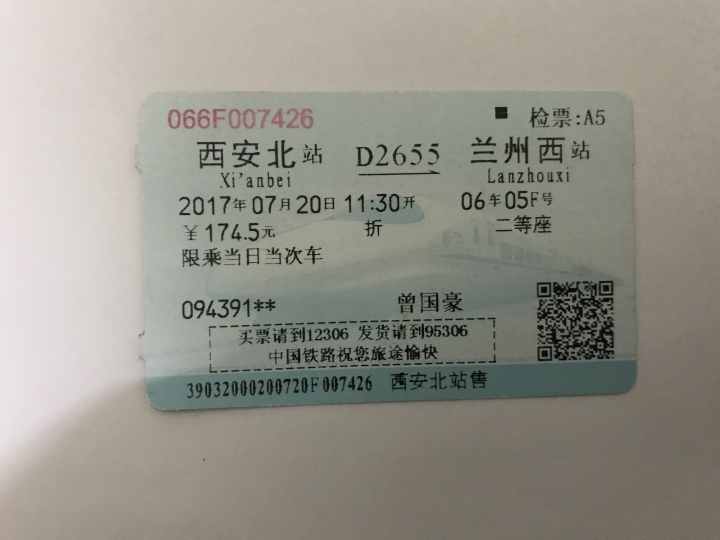 066F007426 检票:A5
西安北站 D2655 兰州西站
Xi'anbei Lanzhouxi
2017年07月20日11:30开 06车05F号
￥174.5元 折 二等座
限乘当日当次车
094391** 曾国豪
买票请到12306 发货请到95306
中国铁路祝您旅途愉快
39032000200720F007426 西安北站售